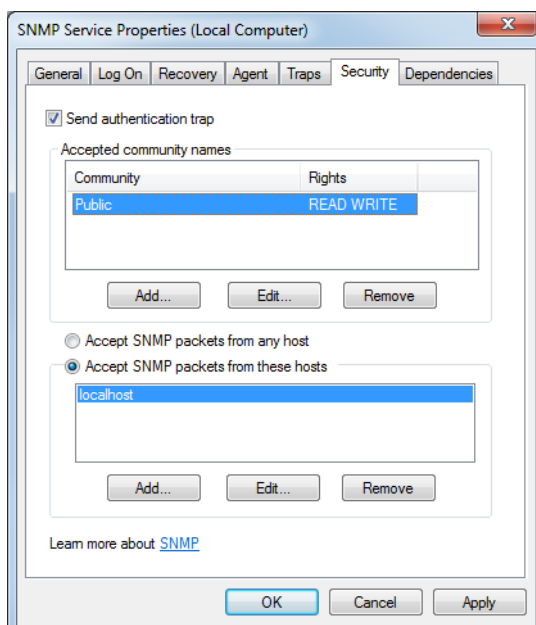 SNMP Service Properties (Local Computer)
General Log On Recovery Agent Traps Security Dependencies
Send authentication trap
Accepted community names
Community Rights
Public READ WRITE
Add... Edit... Remove
Accept SNMP packets from any host
Accept SNMP packets from these hosts
localhost
Add... Edit... Remove
Learn more about SNMP
OK Cancel Apply